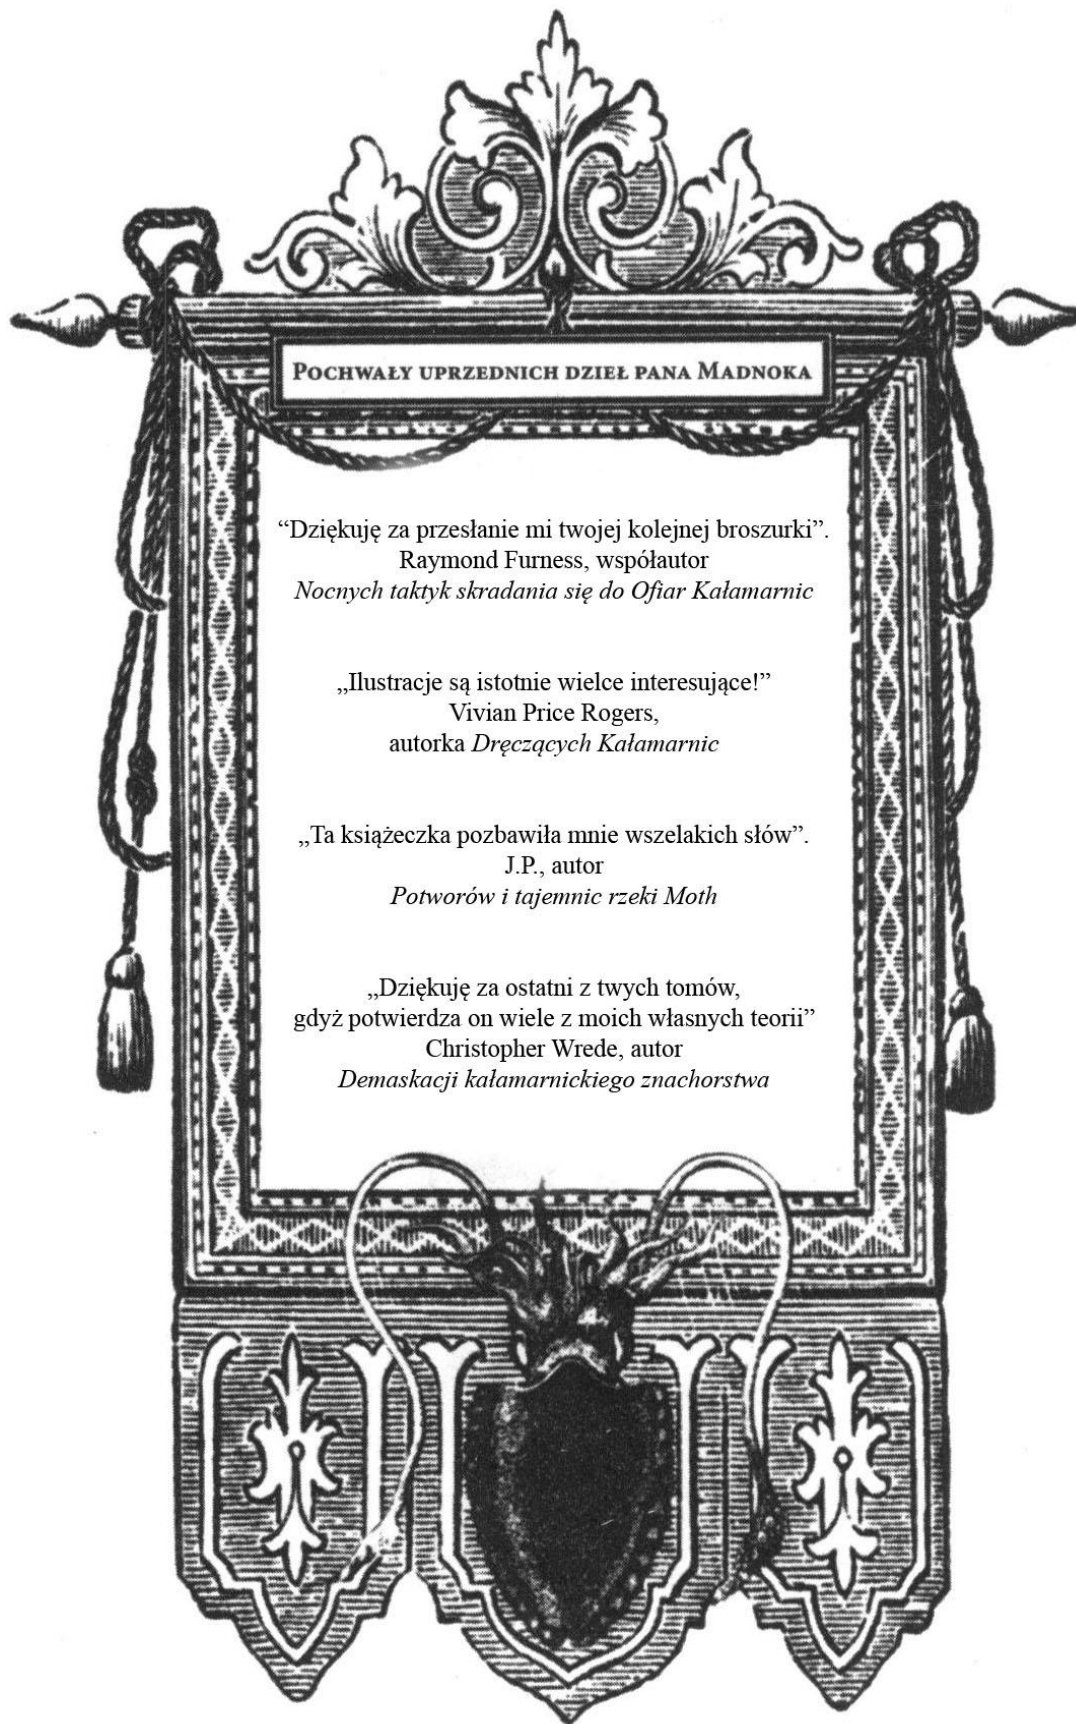 POCHWAŁY UPRZEDNICH DZIEŁ PANA MADNOKA
“Dziękuję za przesłanie mi twojej kolejnej broszurki”.
Raymond Furness, współautor
Nocnych taktyk skradania się do Ofiar Kałamarnic
„Ilustracje są istotnie wielce interesujące!”
Vivian Price Rogers,
autorka Dręczących Kałamarnic
„Ta książeczka pozbawiła mnie wszelakich słów”.
J.P., autor
Potworów i tajemnic rzeki Moth
„Dziękuję za ostatni z twych tomów,
gdyż potwierdza on wiele z moich własnych teorii”
Christopher Wrede, autor
Demaskacji kałamarnickiego znachorstwa